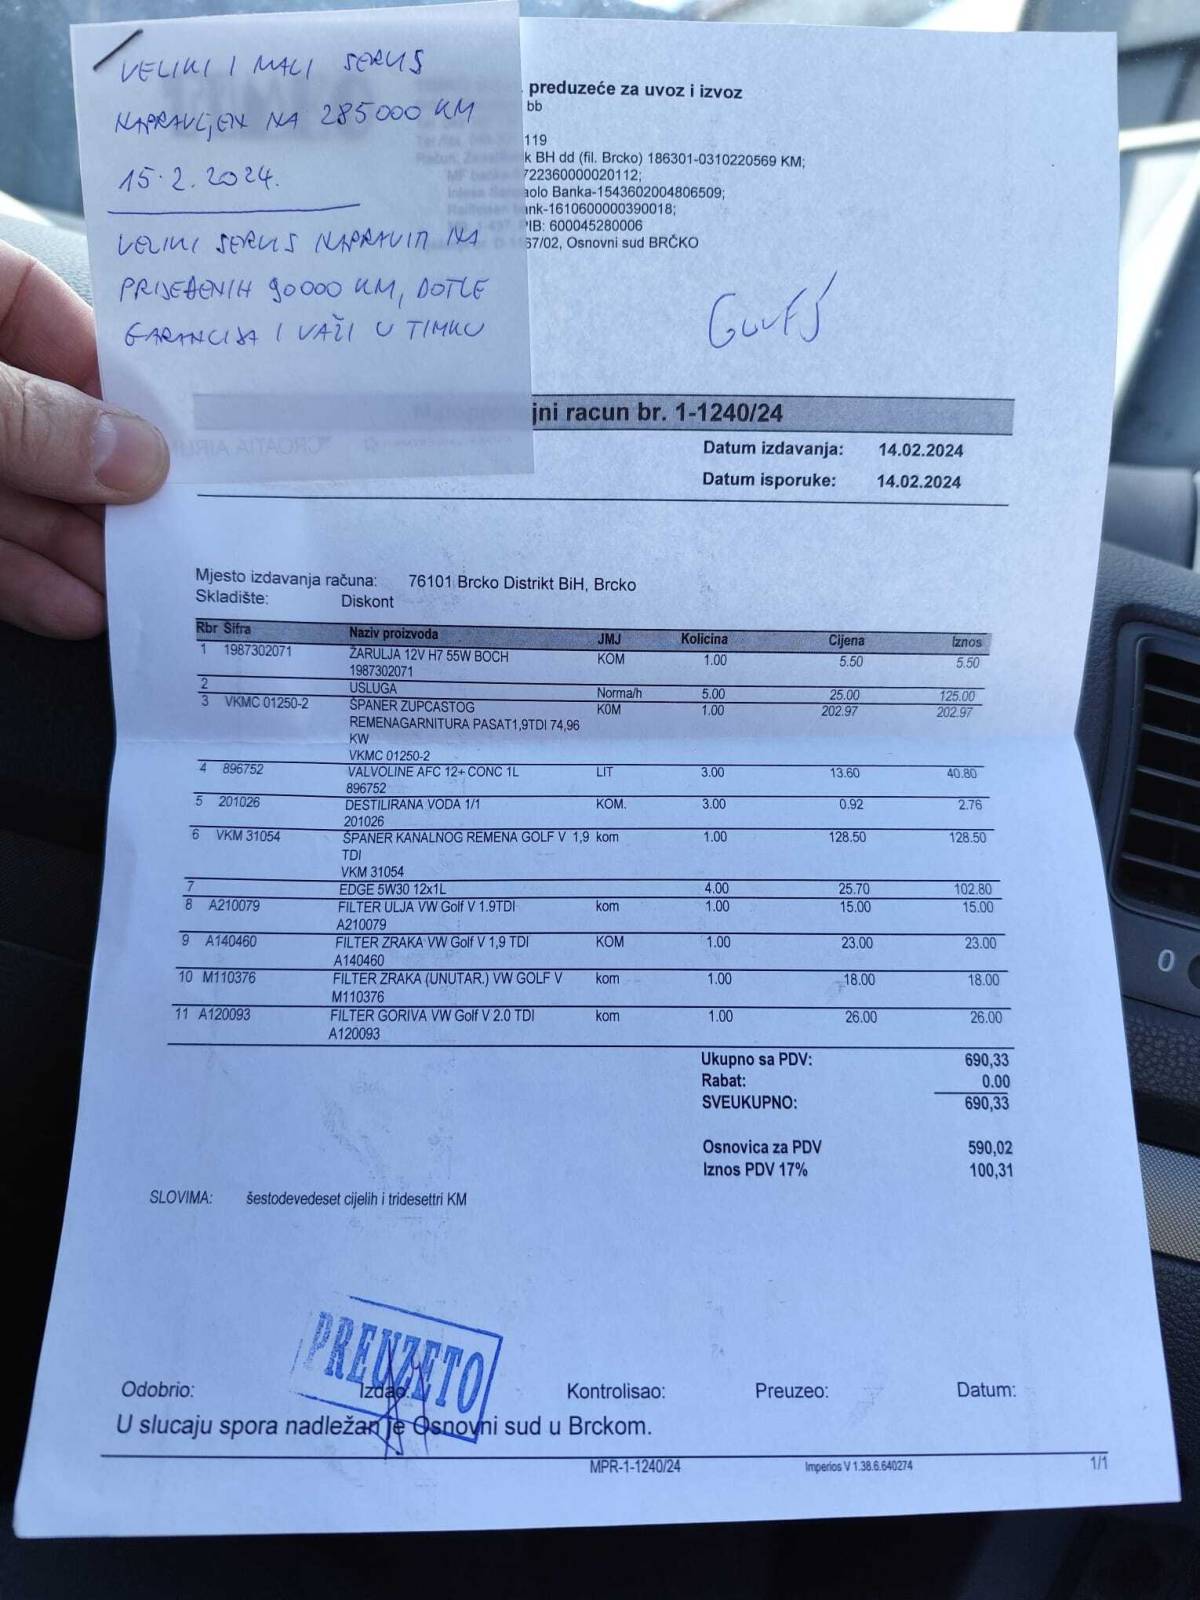 VELIKI I MALI SERVIS
NAPRAVLJEN NA 285000 KM
15.2.2024.
VELIKI SERVIS NAPRAVITI NA
PRIJEĐENIH 90000 KM, DOTLE
GARANCIJA I VAŽI U TIMKU
preduzeće za uvoz i izvoz
bb
119
k BH dd (fil. Brcko) 186301-0310220569 KM;
722360000020112;
aolo Banka-1543602004806509;
nk-1610600000390018;
PIB: 600045280006
67/02, Osnovni sud BRČKO
Golf 5
jni racun br. 1-1240/24
Datum izdavanja: 14.02.2024
Datum isporuke: 14.02.2024
Mjesto izdavanja računa: 76101 Brcko Distrikt BiH, Brcko
Skladište: Diskont
Rbr Sifra Naziv proizvoda JMJ Kolicina Cijena Iznos
1 1987302071 ŽARULJA 12V H7 55W BOCH KOM 1.00 5.50 5.50
1987302071
2 USLUGA Norma/h 5.00 25.00 125.00
3 VKMC 01250-2 ŠPANER ZUPCASTOG KOM 1.00 202.97 202.97
REMENAGARNITURA PASAT1,9TDI 74,96
KW
VKMC 01250-2
4 896752 VALVOLINE AFC 12+ CONC 1L LIT 3.00 13.60 40.80
896752
5 201026 DESTILIRANA VODA 1/1 KOM. 3.00 0.92 2.76
201026
6 VKM 31054 ŠPANER KANALNOG REMENA GOLF V 1,9 kom 1.00 128.50 128.50
TDI
VKM 31054
7 EDGE 5W30 12x1L 4.00 25.70 102.80
8 A210079 FILTER ULJA VW Golf V 1.9TDI kom 1.00 15.00 15.00
A210079
9 A140460 FILTER ZRAKA VW Golf V 1,9 TDI KOM 1.00 23.00 23.00
A140460
10 M110376 FILTER ZRAKA (UNUTAR.) VW GOLF V kom 1.00 18.00 18.00
M110376
11 A120093 FILTER GORIVA VW Golf V 2.0 TDI kom 1.00 26.00 26.00
A120093
Ukupno sa PDV: 690,33
Rabat: 0.00
SVEUKUPNO: 690,33
Osnovica za PDV 590,02
Iznos PDV 17% 100,31
SLOVIMA: šestodevedeset cijelih i tridesettri KM
PREUZETO
Odobrio: Izdao: Kontrolisao: Preuzeo: Datum:
U slucaju spora nadležan je Osnovni sud u Brckom.
MPR-1-1240/24 Imperios V 1.38.6.640274 1/1
0